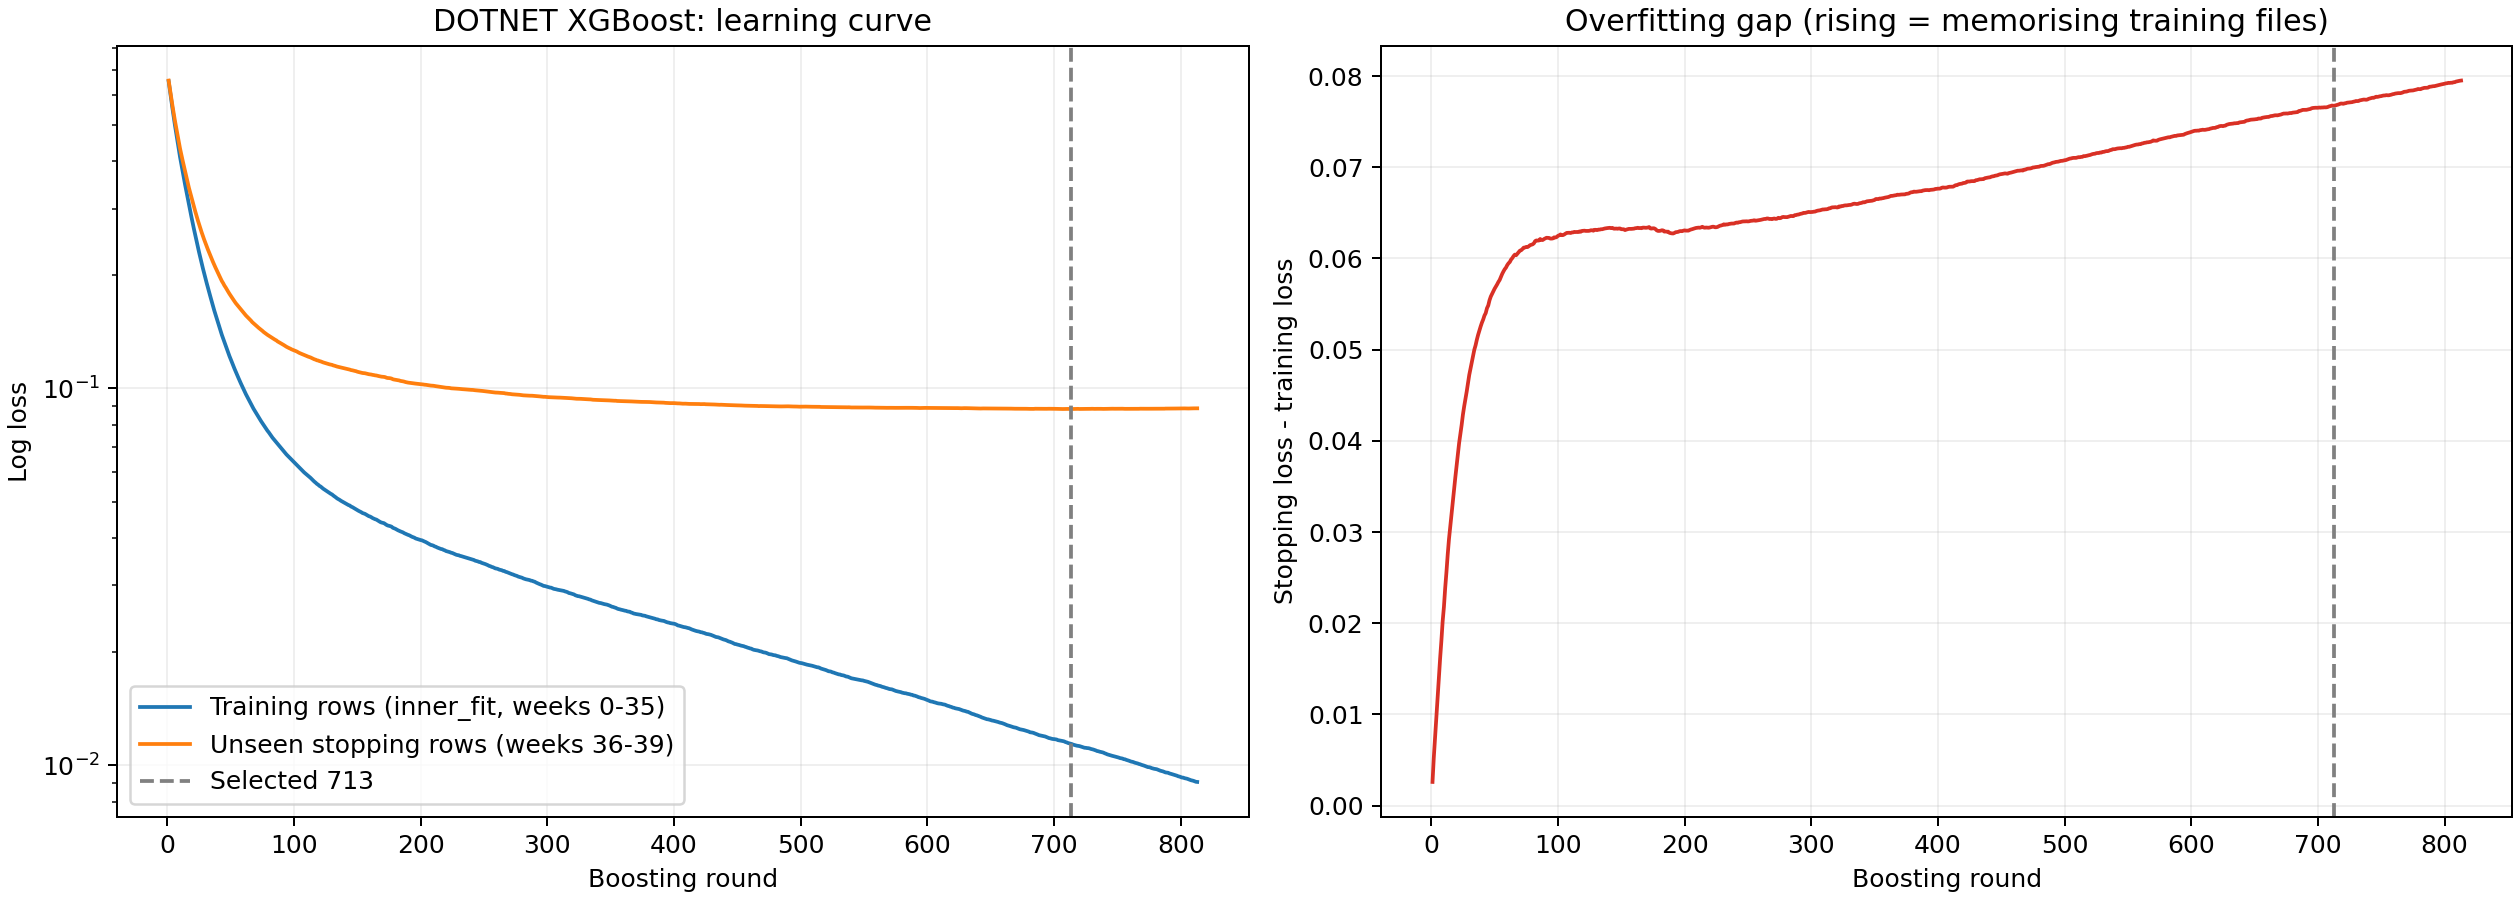 DOTNET XGBoost: learning curve
Log loss
10⁻¹
10⁻²
Training rows (inner_fit, weeks 0-35)
Unseen stopping rows (weeks 36-39)
Selected 713
0 100 200 300 400 500 600 700 800
Boosting round
Overfitting gap (rising = memorising training files)
Stopping loss - training loss
0.08
0.07
0.06
0.05
0.04
0.03
0.02
0.01
0.00
0 100 200 300 400 500 600 700 800
Boosting round